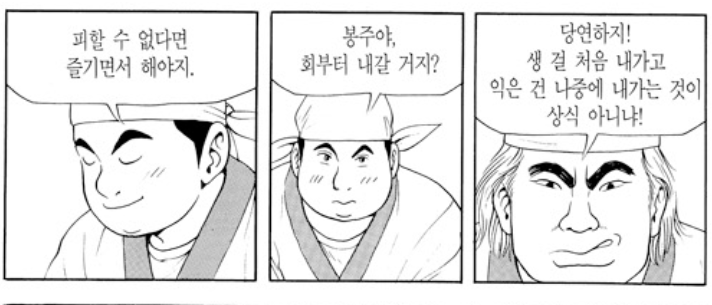 피할 수 없다면
즐기면서 해야지.
봉주야,
회부터 내갈 거지?
당연하지!
생 걸 처음 내가고
익은 건 나중에 내가는 것이
상식 아니냐!